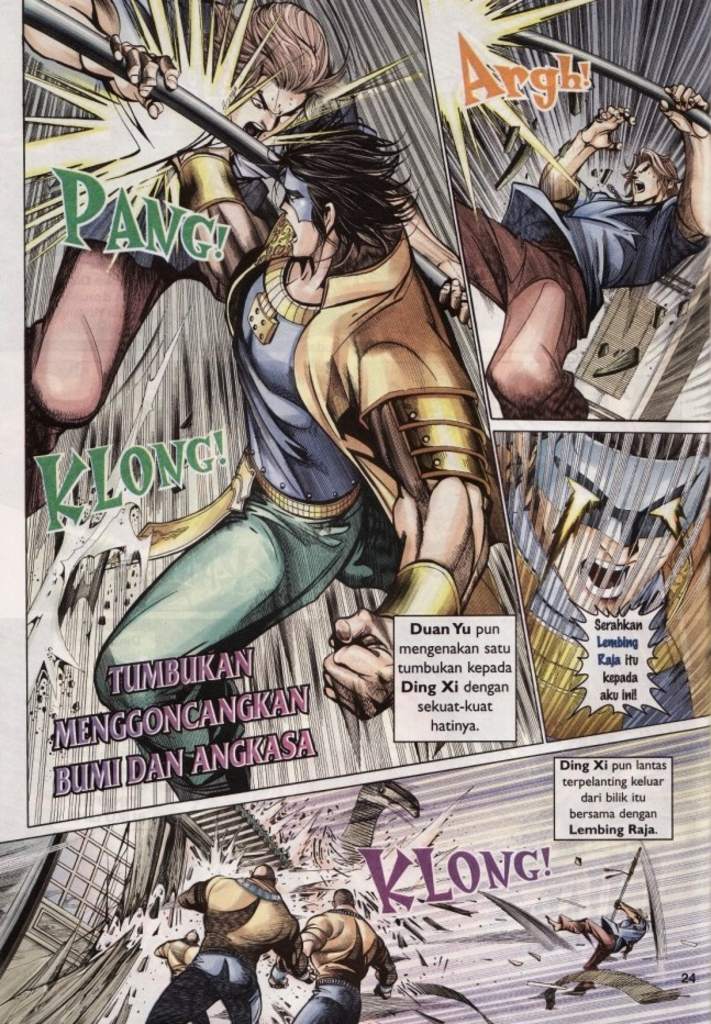 PANG!
ARGH!
KLONG!
Serahkan
Lembing
Raja itu
kepada
aku ini!
Duan Yu pun
mengenakan satu
tumbukan kepada
Ding Xi dengan
sekuat-kuat
hatinya.
TUMBUKAN
MENGGONCANGKAN
BUMI DAN ANGKASA
Ding Xi pun lantas
terpelanting keluar
dari bilik itu
bersama dengan
Lembing Raja.
KLONG!
24